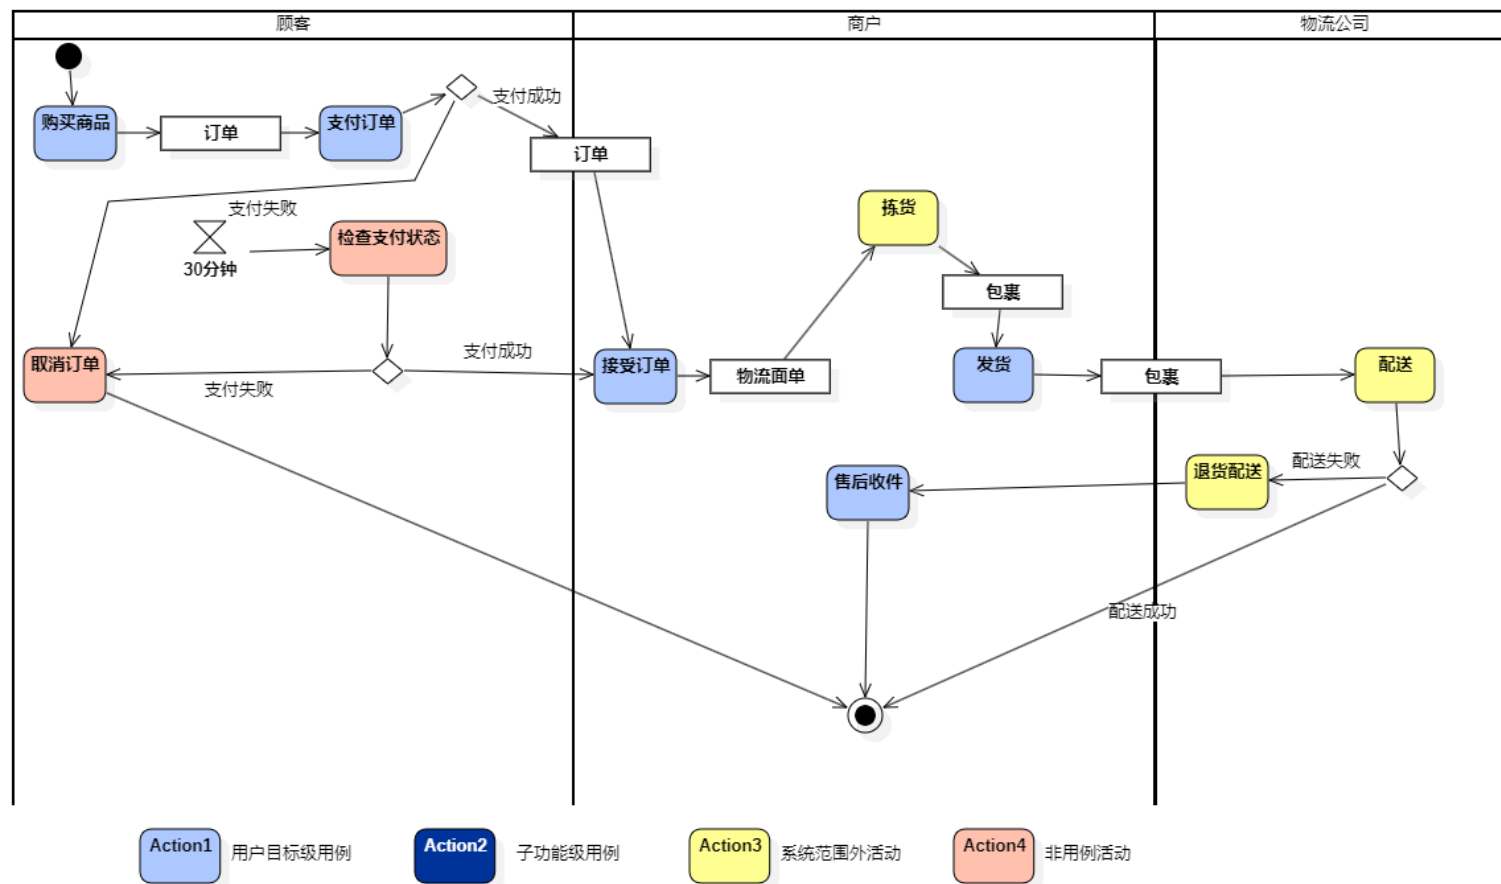 顾客
商户
物流公司
支付成功
购买商品
订单
支付订单
订单
支付失败
拣货
检查支付状态
30分钟
包裹
支付成功
取消订单
接受订单
物流面单
发货
包裹
配送
支付失败
配送失败
售后收件
退货配送
配送成功
Action1
用户目标级用例
Action2
子功能级用例
Action3
系统范围外活动
Action4
非用例活动